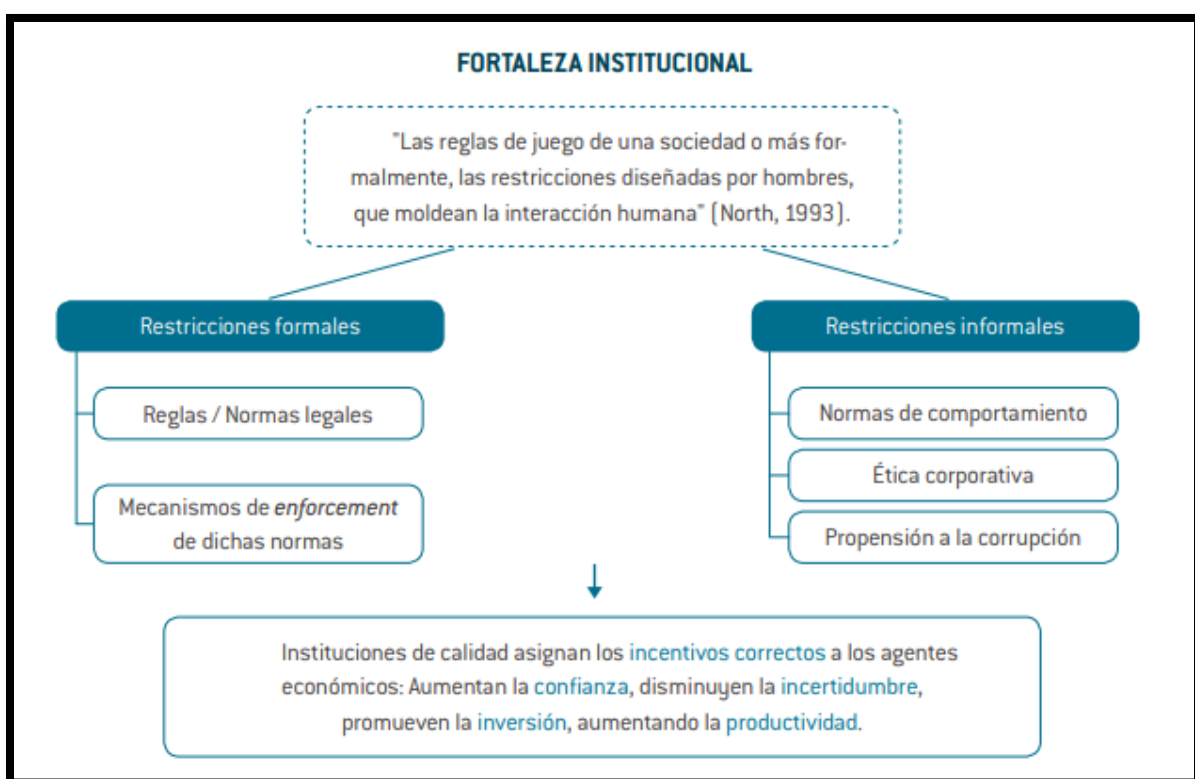 FORTALEZA INSTITUCIONAL
"Las reglas de juego de una sociedad o más for-
malmente, las restricciones diseñadas por hombres,
que moldean la interacción humana" (North, 1993).
Restricciones formales
Reglas / Normas legales
Mecanismos de enforcement
de dichas normas
Restricciones informales
Normas de comportamiento
Ética corporativa
Propensión a la corrupción
Instituciones de calidad asignan los incentivos correctos a los agentes
económicos: Aumentan la confianza, disminuyen la incertidumbre,
promueven la inversión, aumentando la productividad.